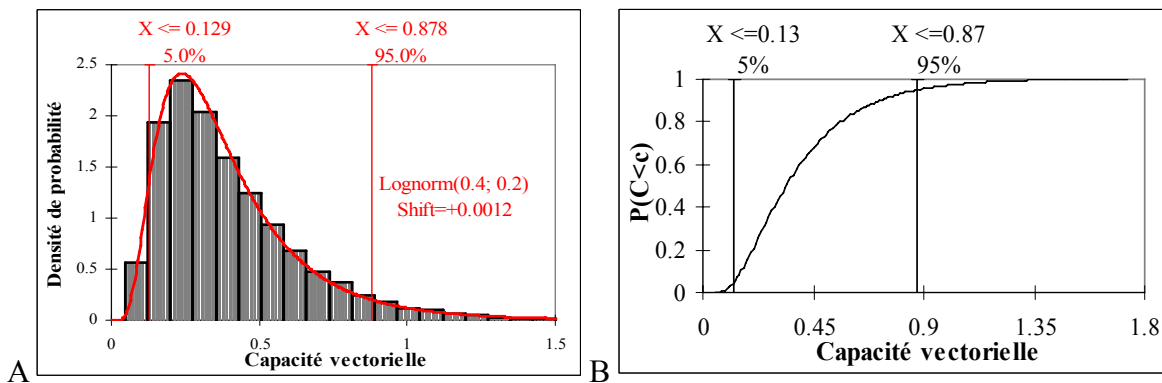 X <= 0.129
X <= 0.878
5.0%
95.0%
2.5
2
1.5
1
0.5
0
Densité de probabilité
Lognorm(0.4; 0.2)
Shift=+0.0012
0
0.5
1
1.5
Capacité vectorielle
A
X <=0.13
X <=0.87
5%
95%
1
0.8
0.6
0.4
0.2
0
P(C<c)
0
0.45
0.9
1.35
1.8
Capacité vectorielle
B